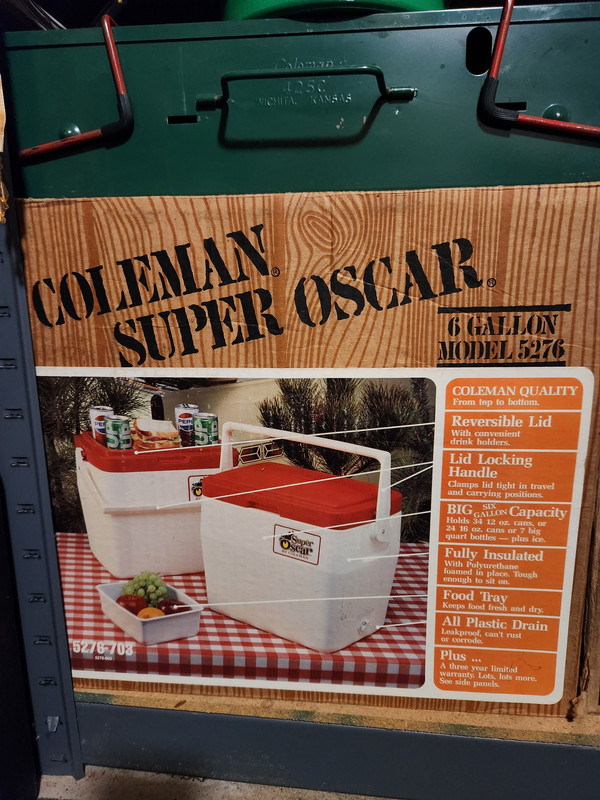 Coleman
425C
WICHITA, KANSAS
COLEMAN®
SUPER OSCAR®
6 GALLON
MODEL 5276
COLEMAN QUALITY
From top to bottom.
Reversible Lid
With convenient
drink holders.
Lid Locking
Handle
Clamps lid tight in travel
and carrying positions.
BIG SIX GALLON Capacity
Holds 34 12 oz. cans, or
24 16 oz. cans or 7 big
quart bottles — plus ice.
Fully Insulated
With Polyurethane
foamed in place. Tough
enough to sit on.
Food Tray
Keeps food fresh and dry.
All Plastic Drain
Leakproof, can't rust
or corrode.
Plus ...
A three year limited
warranty. Lots, lots more.
See side panels.
Super
Oscar
5276-703